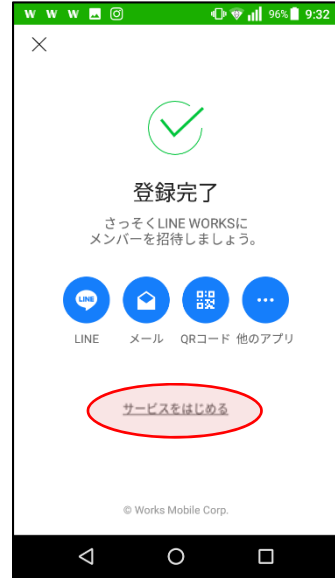 W W W 96% 9:32
登録完了
さっそくLINE WORKSに
メンバーを招待しましょう。
LINE
LINE メール QRコード 他のアプリ
サービスをはじめる
© Works Mobile Corp.